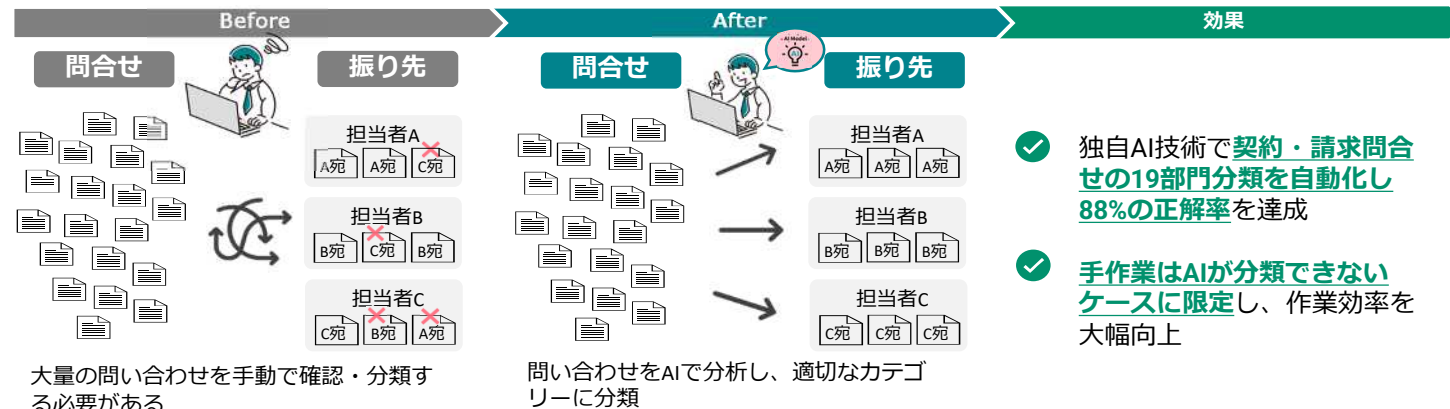 Before
After
効果
問合せ
振り先
問合せ
- AI Model -
AI
振り先
担当者A
A宛
A宛
C宛
担当者B
B宛
C宛
B宛
担当者C
C宛
B宛
A宛
大量の問い合わせを手動で確認・分類す
る必要がある
担当者A
A宛
A宛
A宛
担当者B
B宛
B宛
B宛
担当者C
C宛
C宛
C宛
問い合わせをAIで分析し、適切なカテゴ
リーに分類
独自AI技術で契約・請求問合
せの19部門分類を自動化し
88%の正解率を達成
手作業はAIが分類できない
ケースに限定し、作業効率を
大幅向上